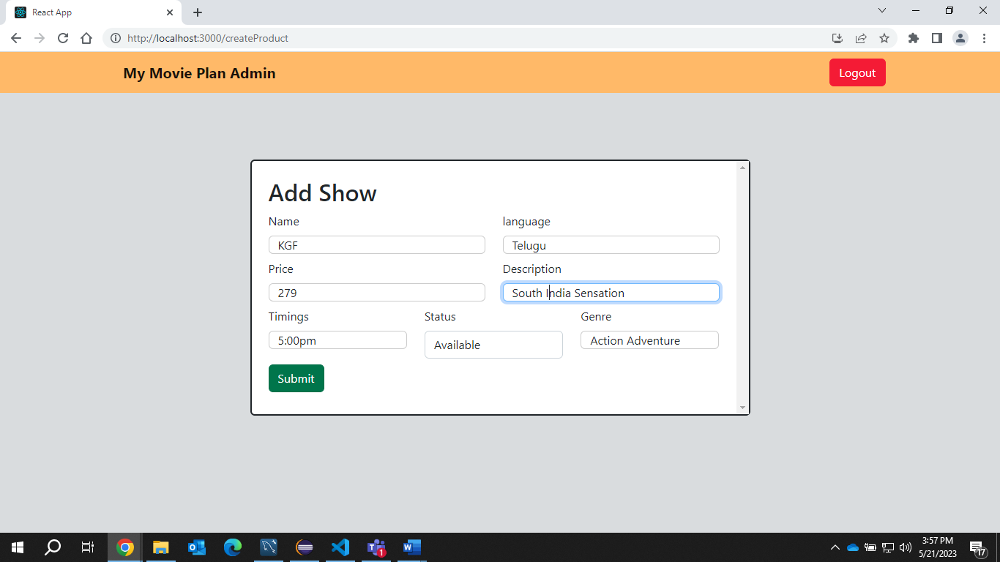 React App
http://localhost:3000/createProduct
My Movie Plan Admin
Logout
Add Show
Name
language
KGF
Telugu
Price
Description
279
South India Sensation
Timings
Status
Genre
5:00pm
Available
Action Adventure
Submit
1
3:57 PM
5/21/2023
17